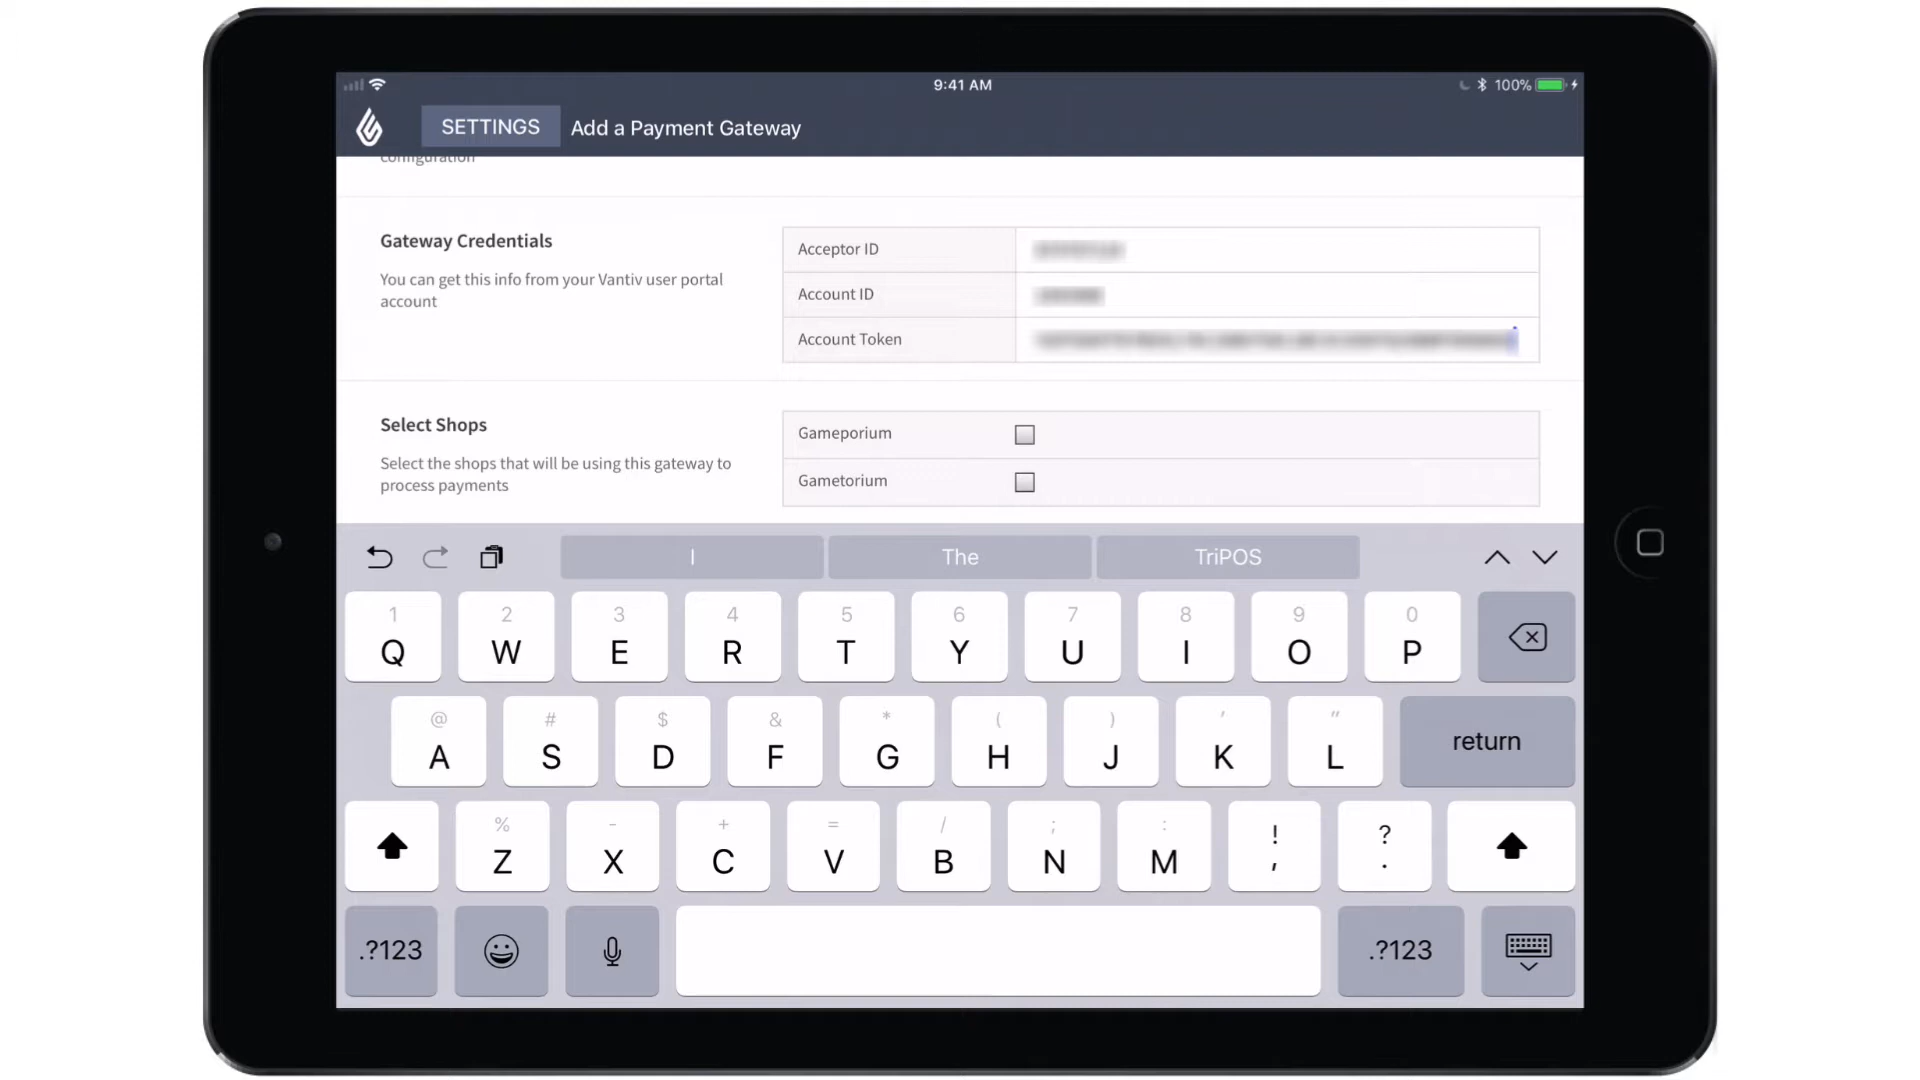 9:41 AM
100%
SETTINGS Add a Payment Gateway
configuration
Gateway Credentials
You can get this info from your Vantiv user portal
account
Acceptor ID
Account ID
Account Token
Select Shops
Select the shops that will be using this gateway to
process payments
Gameporium
Gametorium
I The TriPOS
1 2 3 4 5 6 7 8 9 0
Q W E R T Y U I O P
@ # $ & * ( ) ' "
A S D F G H J K L return
% - + = / ; : ! ?
Z X C V B N M , .
.?123 .?123